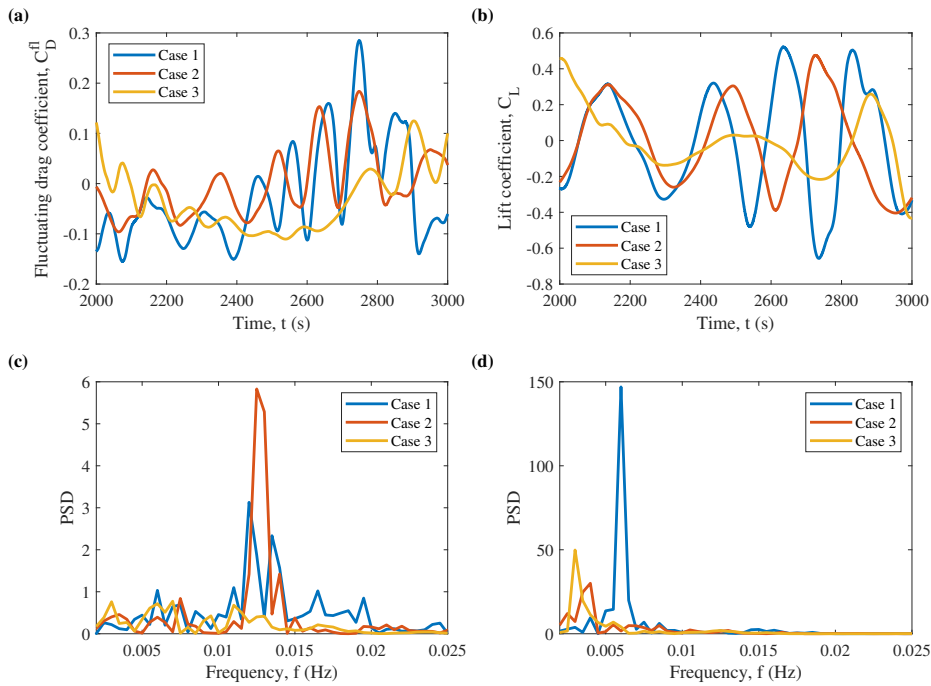 (a)
Fluctuating drag coefficient, C_D^fl
0.3
0.2
0.1
0
-0.1
-0.2
2000
2200
2400
2600
2800
3000
Time, t (s)
Case 1
Case 2
Case 3
(b)
Lift coefficient, C_L
0.8
0.4
0
-0.4
-0.6
-0.8
2000
2200
2400
2600
2800
3000
Time, t (s)
Case 1
Case 2
Case 3
(c)
PSD
6
5
4
3
2
1
0
0.005
0.01
0.015
0.02
0.025
Frequency, f (Hz)
Case 1
Case 2
Case 3
(d)
PSD
150
100
50
0
0.005
0.01
0.015
0.02
0.025
Frequency, f (Hz)
Case 1
Case 2
Case 3